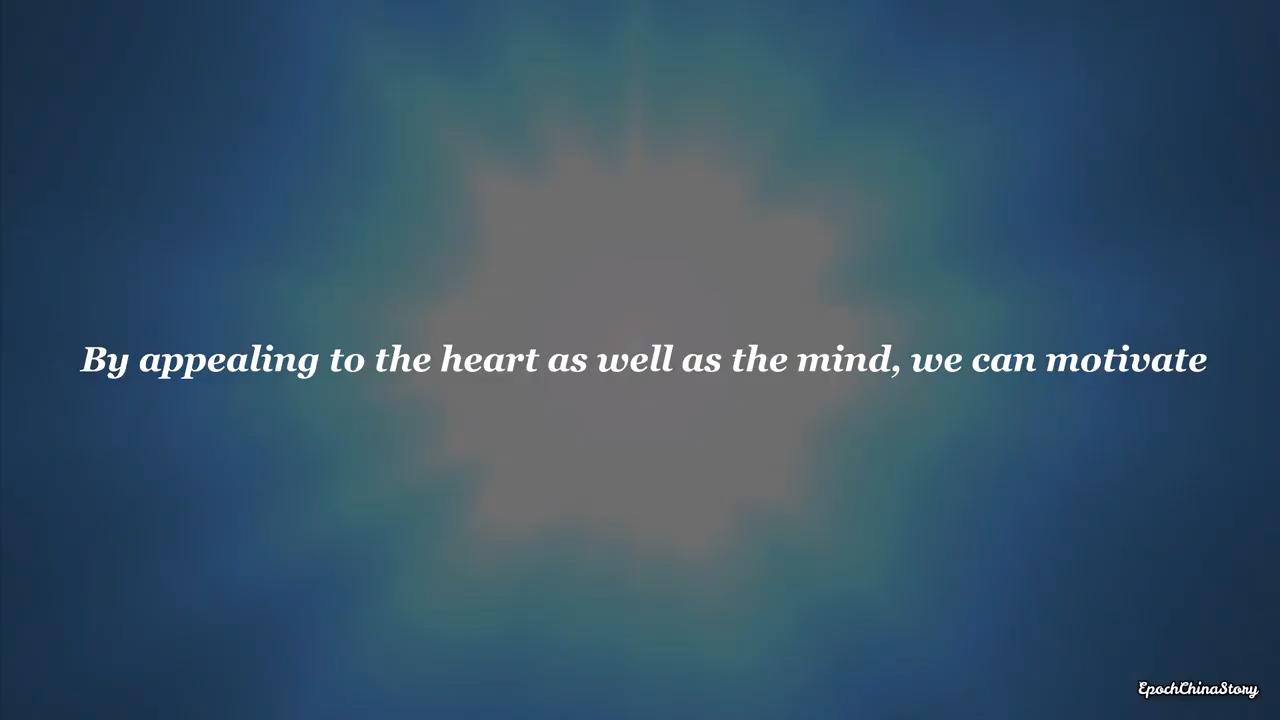 By appealing to the heart as well as the mind, we can motivate
EpochChinaStory